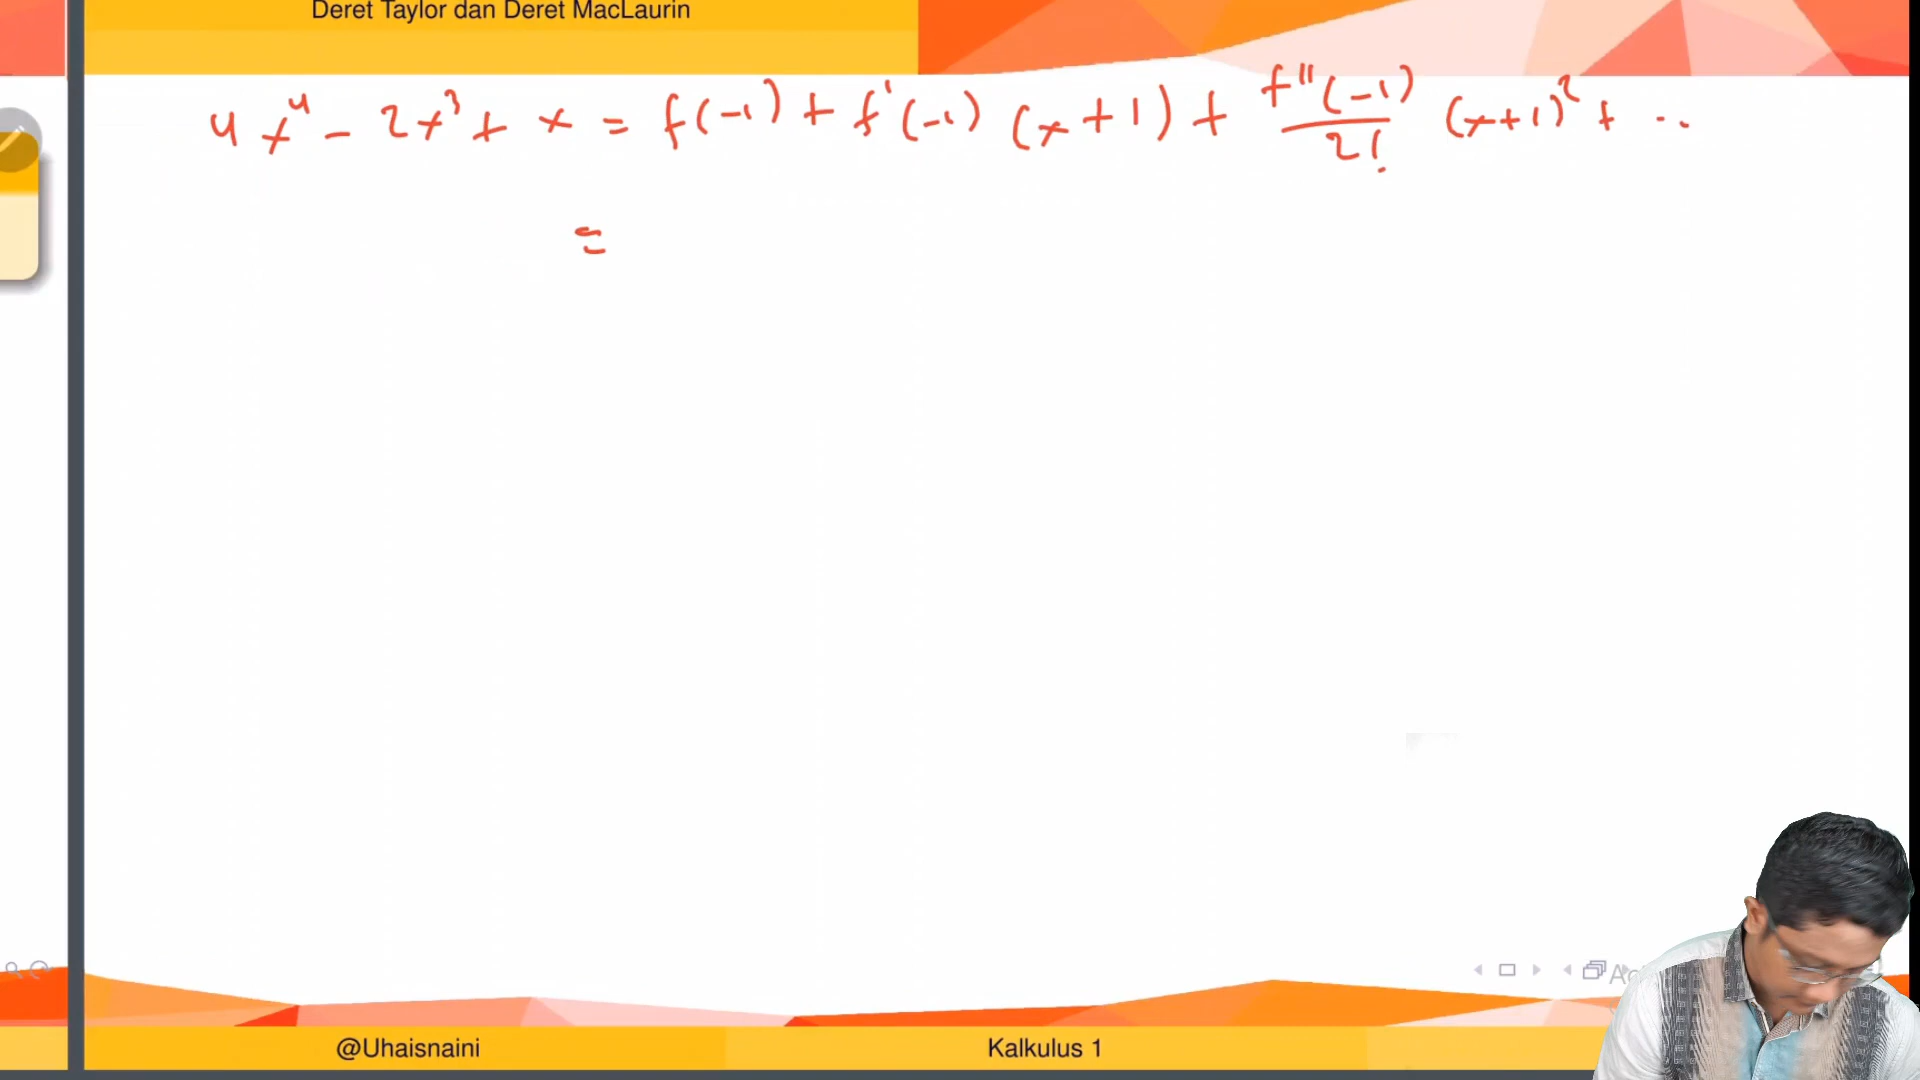 Deret Taylor dan Deret MacLaurin
4x⁴ - 2x³ + x = f(-1) + f'(-1) (x+1) + f''(-1)/2! (x+1)² + ..
=
@Uhaisnaini Kalkulus 1